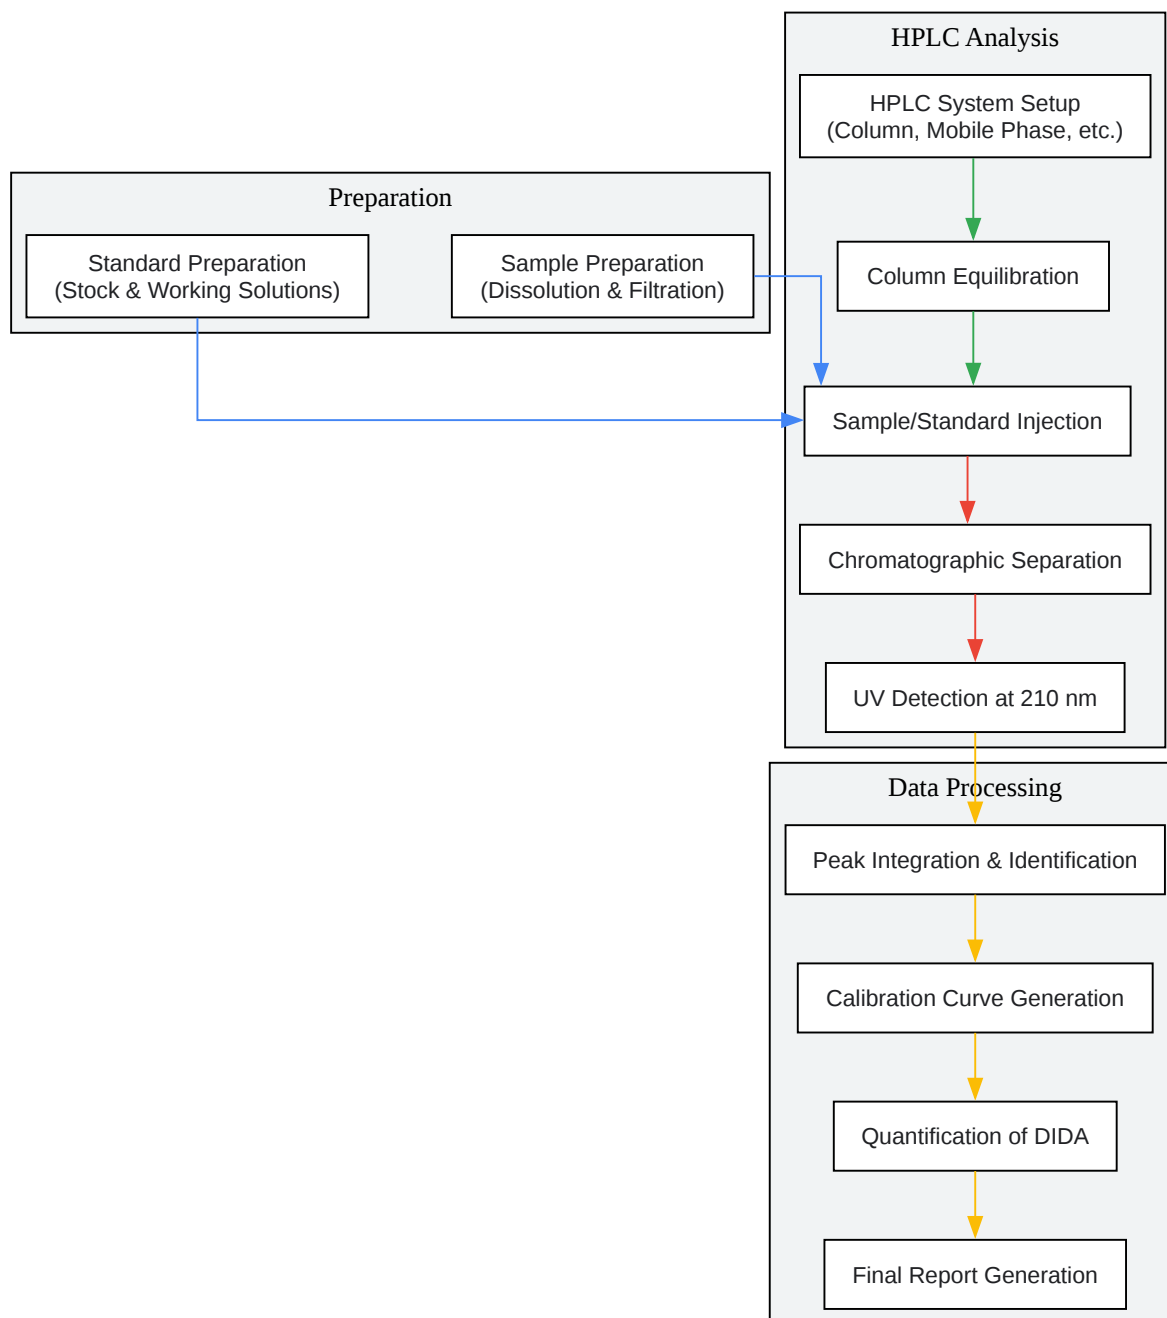 HPLC Analysis
HPLC System Setup
(Column, Mobile Phase, etc.)
Preparation
Standard Preparation
(Stock & Working Solutions)
Sample Preparation
(Dissolution & Filtration)
Column Equilibration
Sample/Standard Injection
Chromatographic Separation
UV Detection at 210 nm
Data Processing
Peak Integration & Identification
Calibration Curve Generation
Quantification of DIDA
Final Report Generation